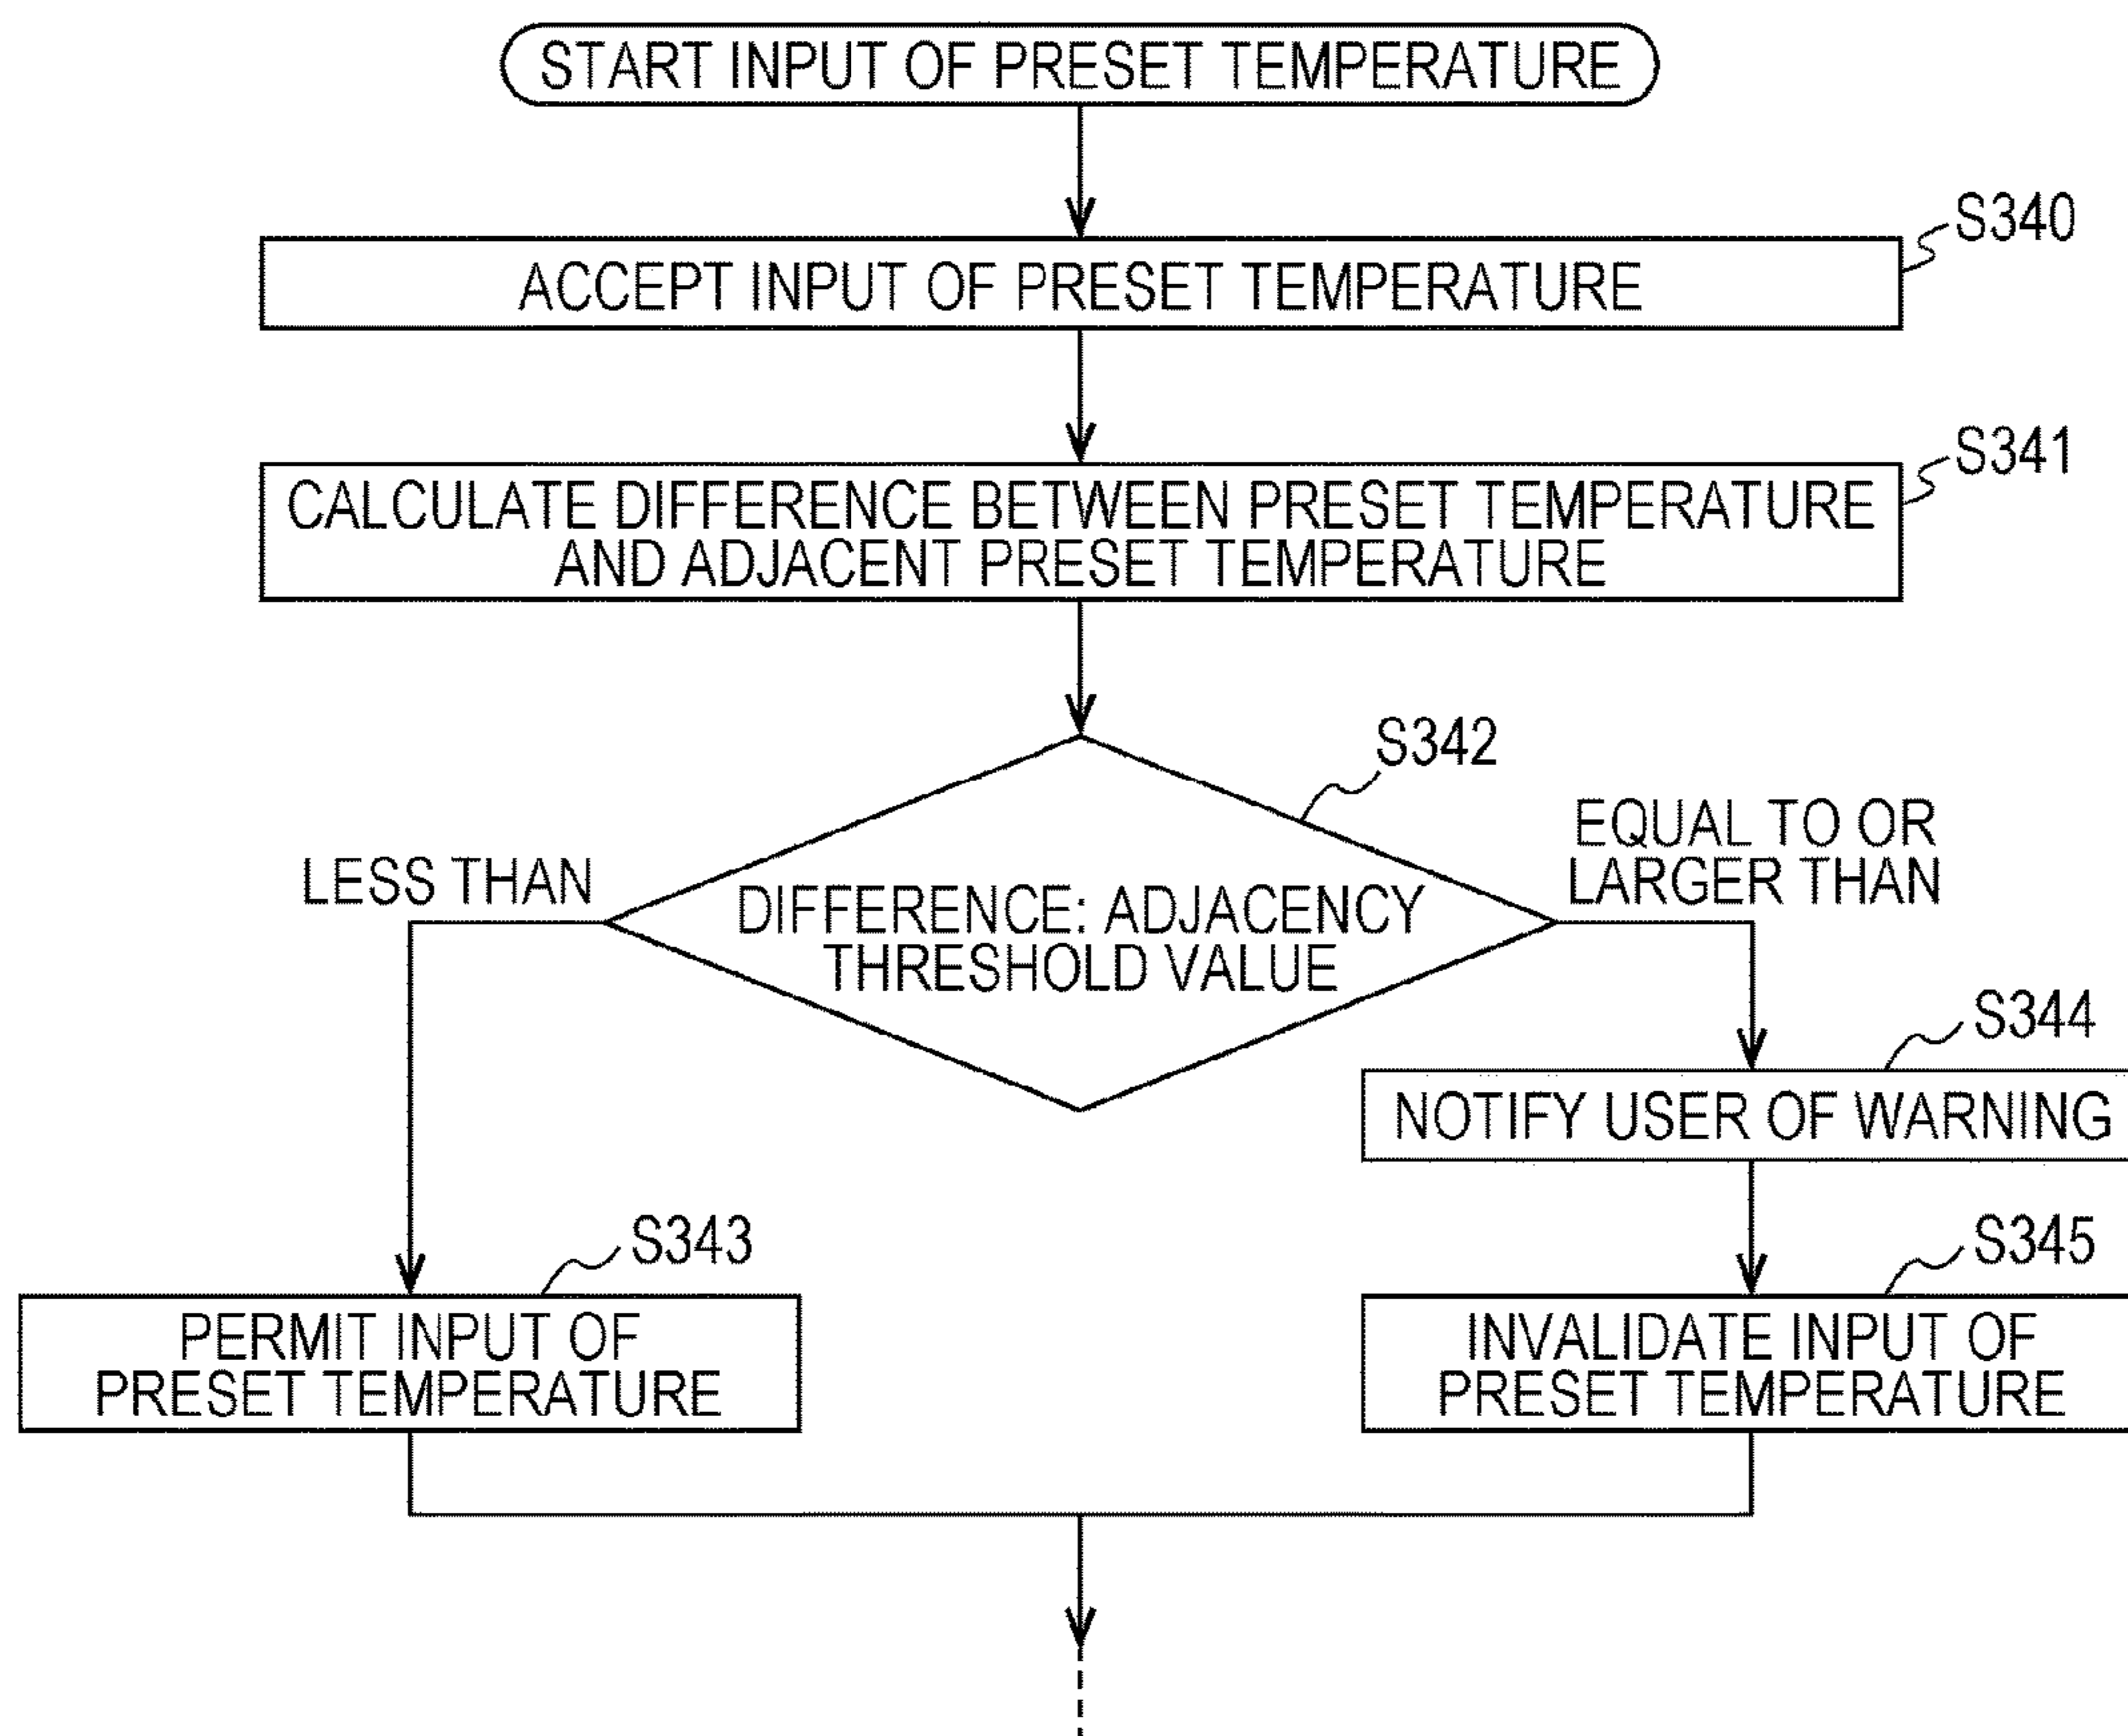 START INPUT OF PRESET TEMPERATURE
S340
ACCEPT INPUT OF PRESET TEMPERATURE
S341
CALCULATE DIFFERENCE BETWEEN PRESET TEMPERATURE
AND ADJACENT PRESET TEMPERATURE
S342
LESS THAN
EQUAL TO OR
LARGER THAN
DIFFERENCE: ADJACENCY
THRESHOLD VALUE
S344
NOTIFY USER OF WARNING
S343
PERMIT INPUT OF
PRESET TEMPERATURE
S345
INVALIDATE INPUT OF
PRESET TEMPERATURE